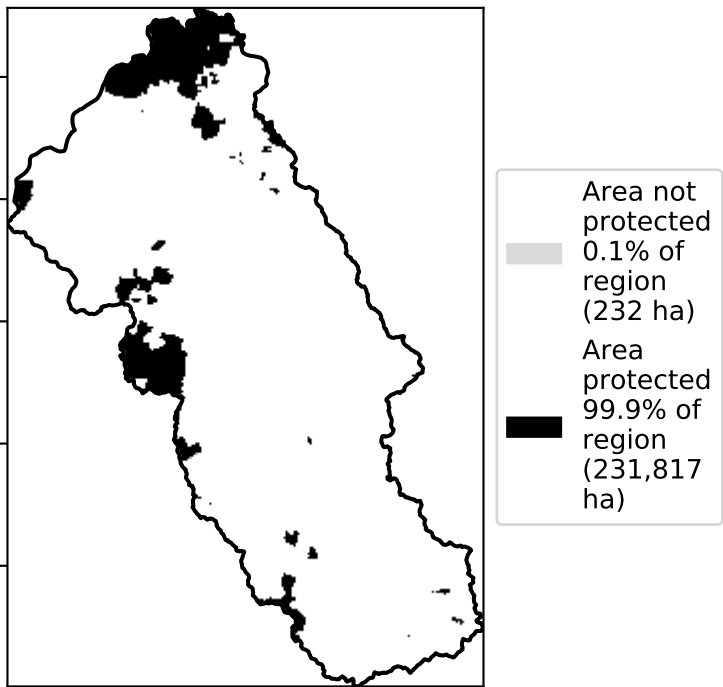 Area not
protected
0.1% of
region
(232 ha)
Area
protected
99.9% of
region
(231,817
ha)